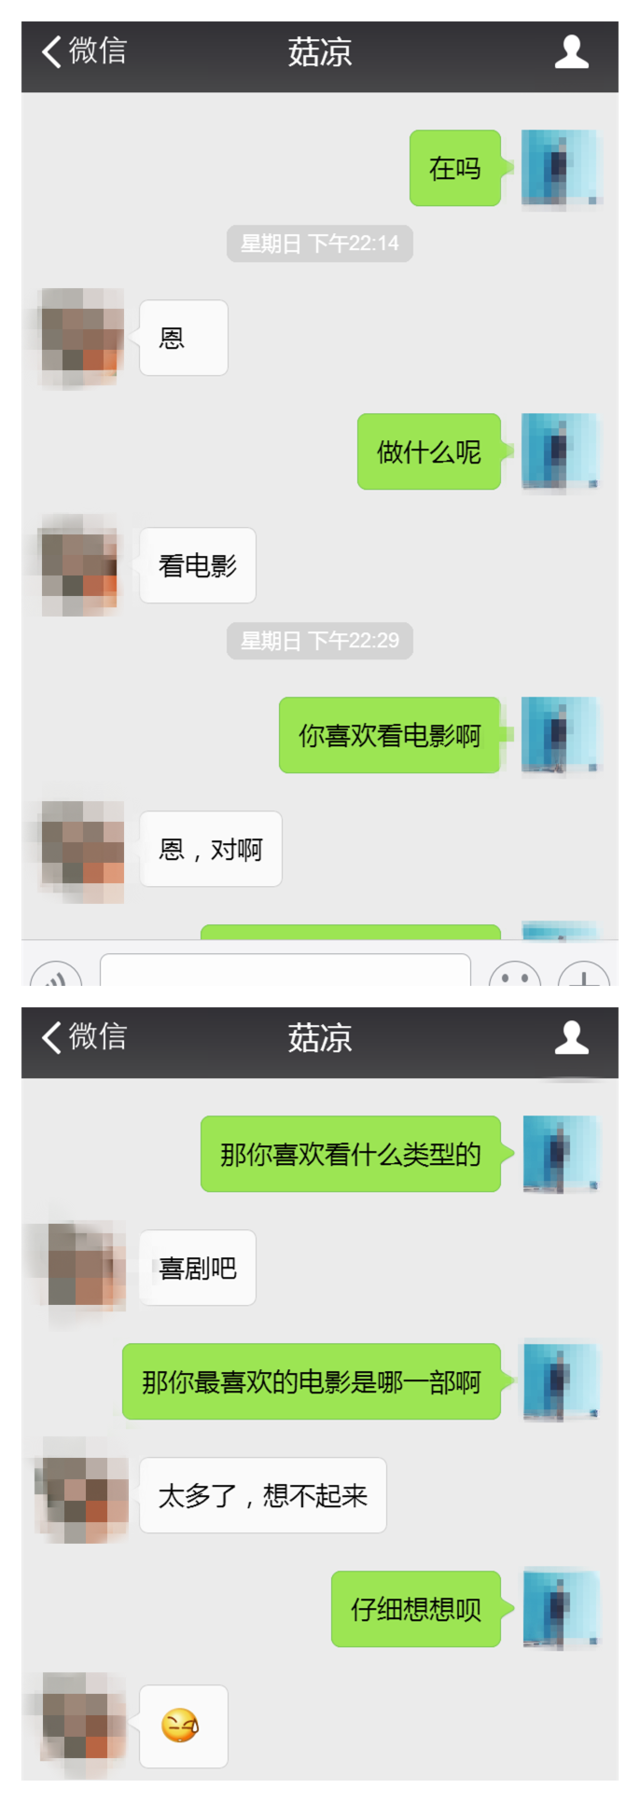 微信
菇凉
在吗
星期日 下午22:14
恩
做什么呢
看电影
星期日 下午22:29
你喜欢看电影啊
恩，对啊
微信
菇凉
那你喜欢看什么类型的
喜剧吧
那你最喜欢的电影是哪一部啊
太多了，想不起来
仔细想想呗